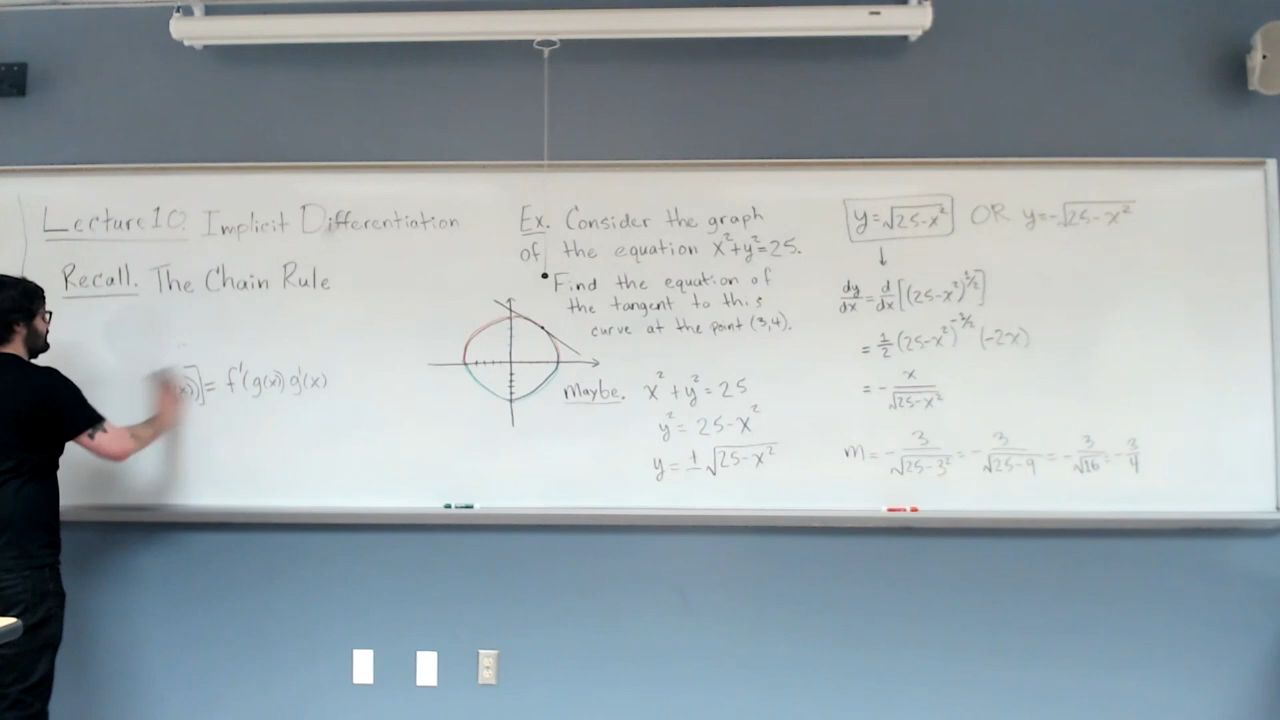 Lecture 10. Implicit Differentiation
Recall. The Chain Rule
(x))] = f'(g(x)) g'(x)
Ex. Consider the graph
of the equation x²+y²=25.
• Find the equation of
the tangent to this
curve at the point (3,4).
Maybe. x²+y²=25
y²=25-x²
y=±√(25-x²)
y=√(25-x²) OR y=-√(25-x²)
↓
dy/dx = d/dx[(25-x²)^(1/2)]
= 1/2(25-x²)^(-1/2)(-2x)
= -x/√(25-x²)
m = -3/√(25-3²) = -3/√(25-9) = -3/√16 = -3/4